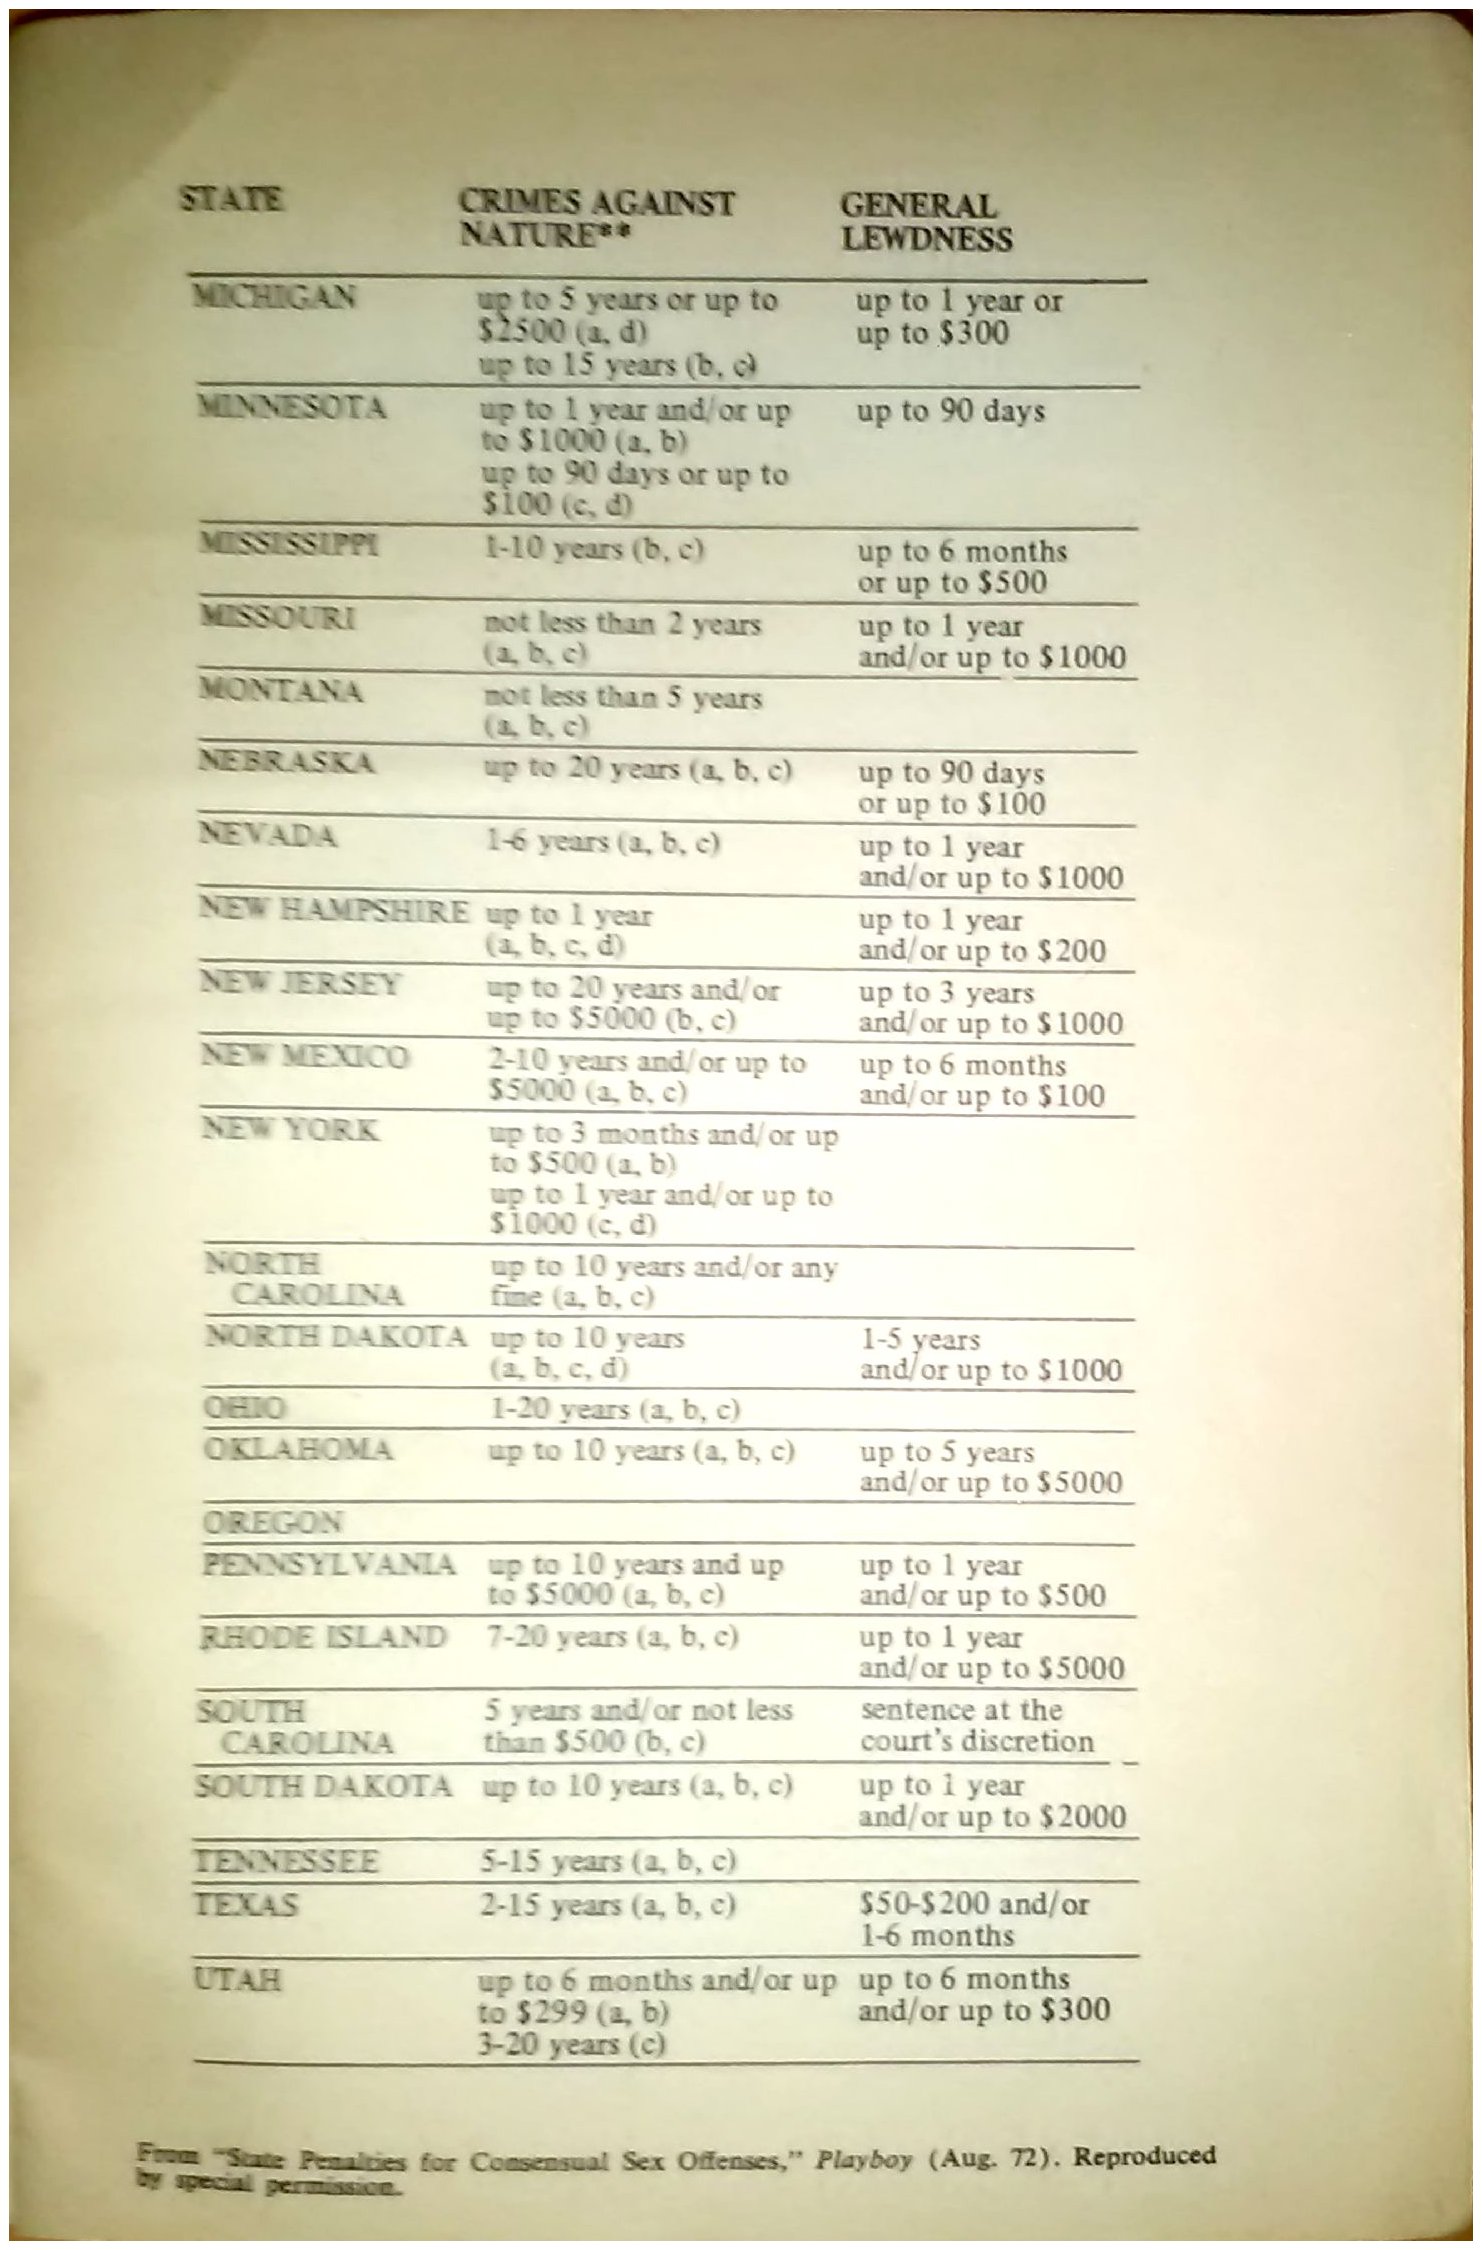 STATE CRIMES AGAINST NATURE** GENERAL LEWDNESS
MICHIGAN up to 5 years or up to up to 1 year or
$2500 (a, d) up to $300
up to 15 years (b, c)
MINNESOTA up to 1 year and/or up up to 90 days
to $1000 (a, b)
up to 90 days or up to
$100 (c, d)
MISSISSIPPI 1-10 years (b, c) up to 6 months
or up to $500
MISSOURI not less than 2 years up to 1 year
(a, b, c) and/or up to $1000
MONTANA not less than 5 years
(a, b, c)
NEBRASKA up to 20 years (a, b, c) up to 90 days
or up to $100
NEVADA 1-6 years (a, b, c) up to 1 year
and/or up to $1000
NEW HAMPSHIRE up to 1 year up to 1 year
(a, b, c, d) and/or up to $200
NEW JERSEY up to 20 years and/or up to 3 years
up to $5000 (b, c) and/or up to $1000
NEW MEXICO 2-10 years and/or up to up to 6 months
$5000 (a, b, c) and/or up to $100
NEW YORK up to 3 months and/or up
to $500 (a, b)
up to 1 year and/or up to
$1000 (c, d)
NORTH up to 10 years and/or any
CAROLINA fine (a, b, c)
NORTH DAKOTA up to 10 years 1-5 years
(a, b, c, d) and/or up to $1000
OHIO 1-20 years (a, b, c)
OKLAHOMA up to 10 years (a, b, c) up to 5 years
and/or up to $5000
OREGON
PENNSYLVANIA up to 10 years and up up to 1 year
to $5000 (a, b, c) and/or up to $500
RHODE ISLAND 7-20 years (a, b, c) up to 1 year
and/or up to $5000
SOUTH 5 years and/or not less sentence at the
CAROLINA than $500 (b, c) court's discretion
SOUTH DAKOTA up to 10 years (a, b, c) up to 1 year
and/or up to $2000
TENNESSEE 5-15 years (a, b, c)
TEXAS 2-15 years (a, b, c) $50-$200 and/or
1-6 months
UTAH up to 6 months and/or up up to 6 months
to $299 (a, b) and/or up to $300
3-20 years (c)
From "State Penalties for Consensual Sex Offenses," Playboy (Aug. 72). Reproduced
by special permission.